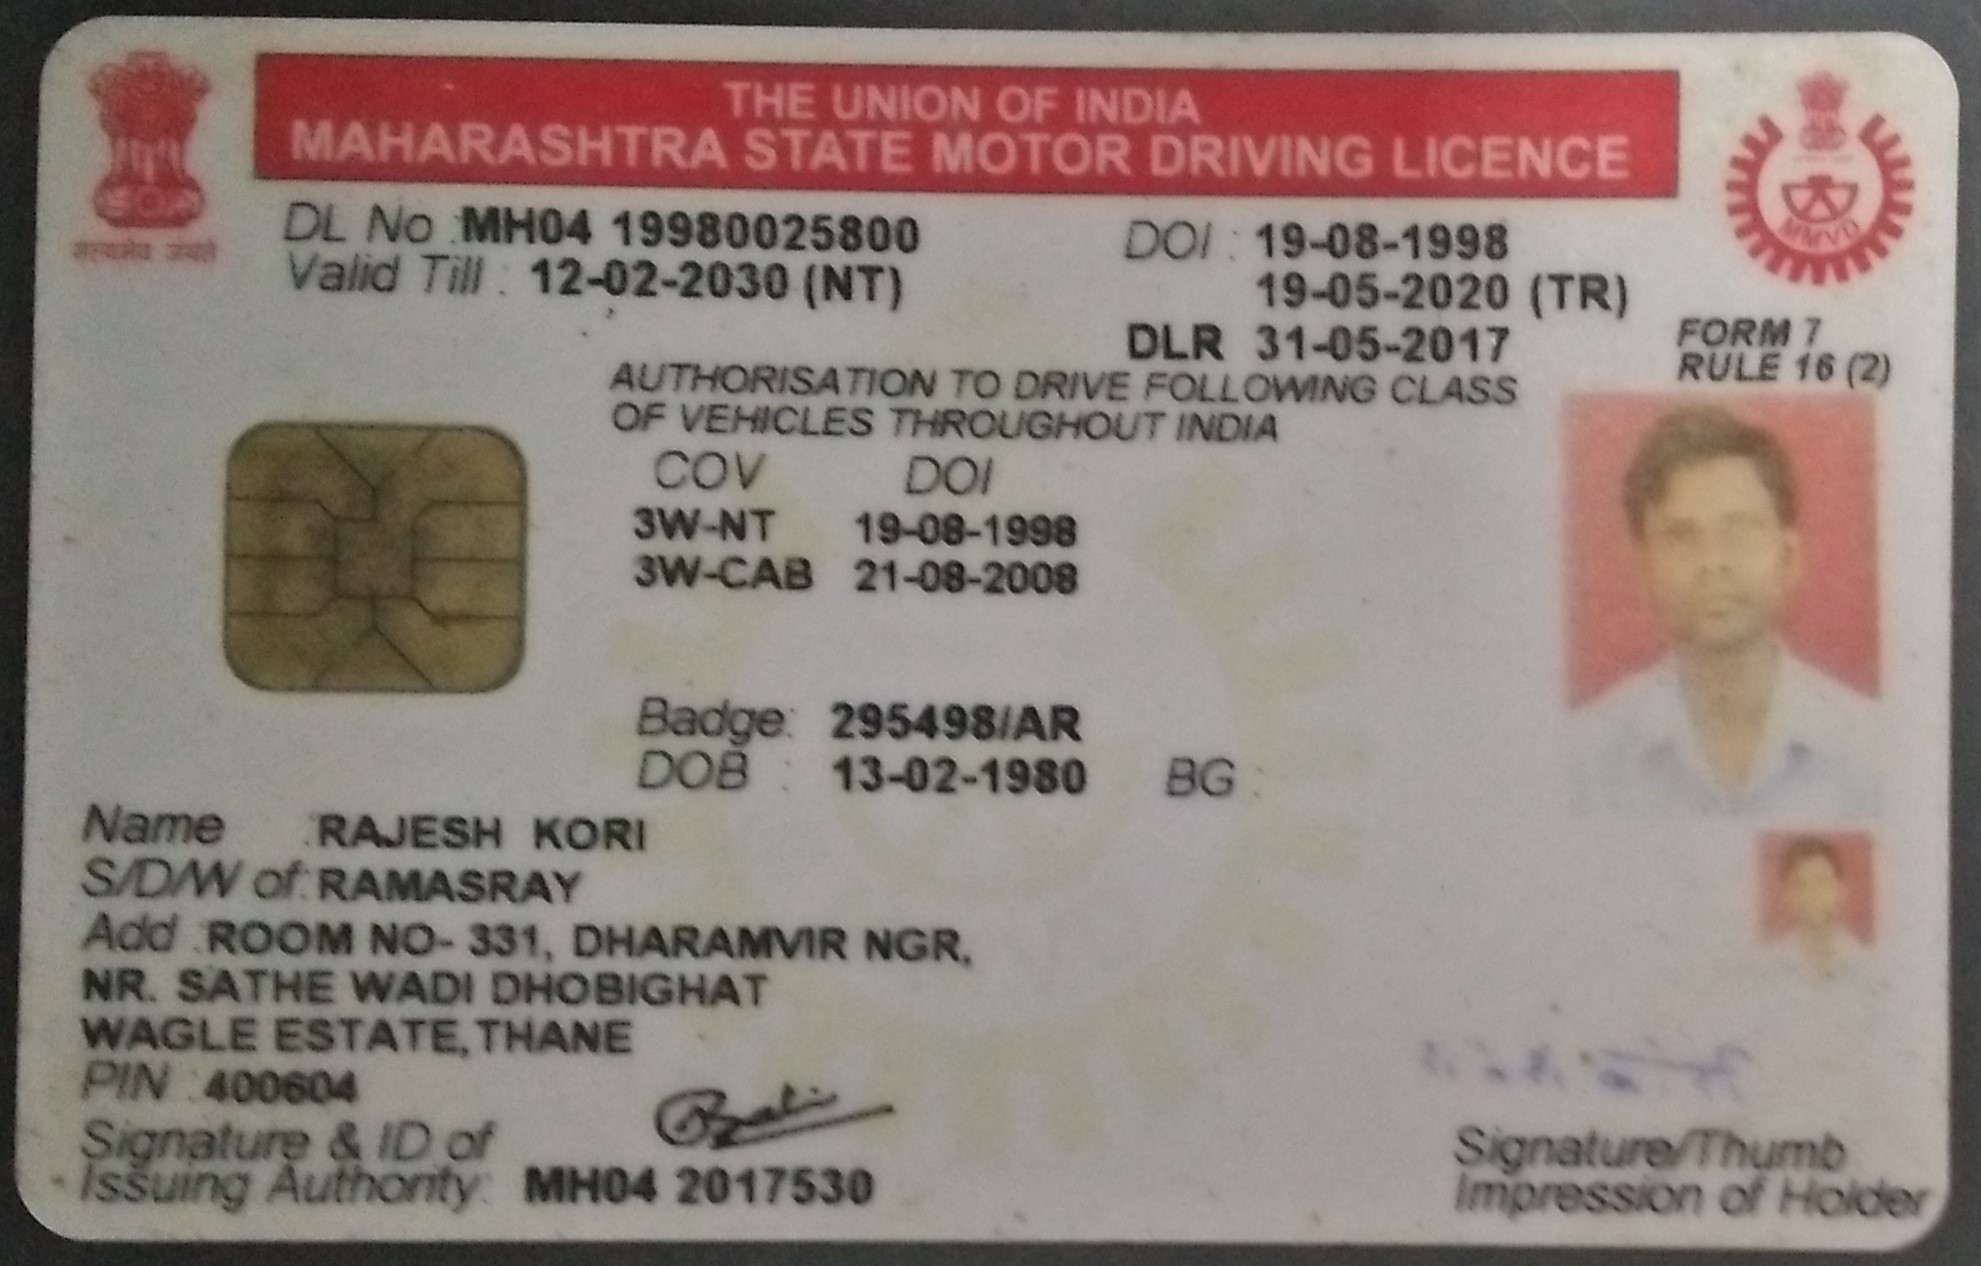 THE UNION OF INDIA
MAHARASHTRA STATE MOTOR DRIVING LICENCE
सत्यमेव जयते
MMVD
DL No : MH04 19980025800 DOI : 19-08-1998
Valid Till : 12-02-2030 (NT) 19-05-2020 (TR)
DLR 31-05-2017
FORM 7
RULE 16 (2)
AUTHORISATION TO DRIVE FOLLOWING CLASS
OF VEHICLES THROUGHOUT INDIA
COV DOI
3W-NT 19-08-1998
3W-CAB 21-08-2008
Badge: 295498/AR
DOB : 13-02-1980 BG :
Name : RAJESH KORI
S/D/W of: RAMASRAY
Add : ROOM NO- 331, DHARAMVIR NGR,
NR. SATHE WADI DHOBIGHAT
WAGLE ESTATE,THANE
PIN : 400604
Signature & ID of
Issuing Authority: MH04 2017530
Signature/Thumb
Impression of Holder